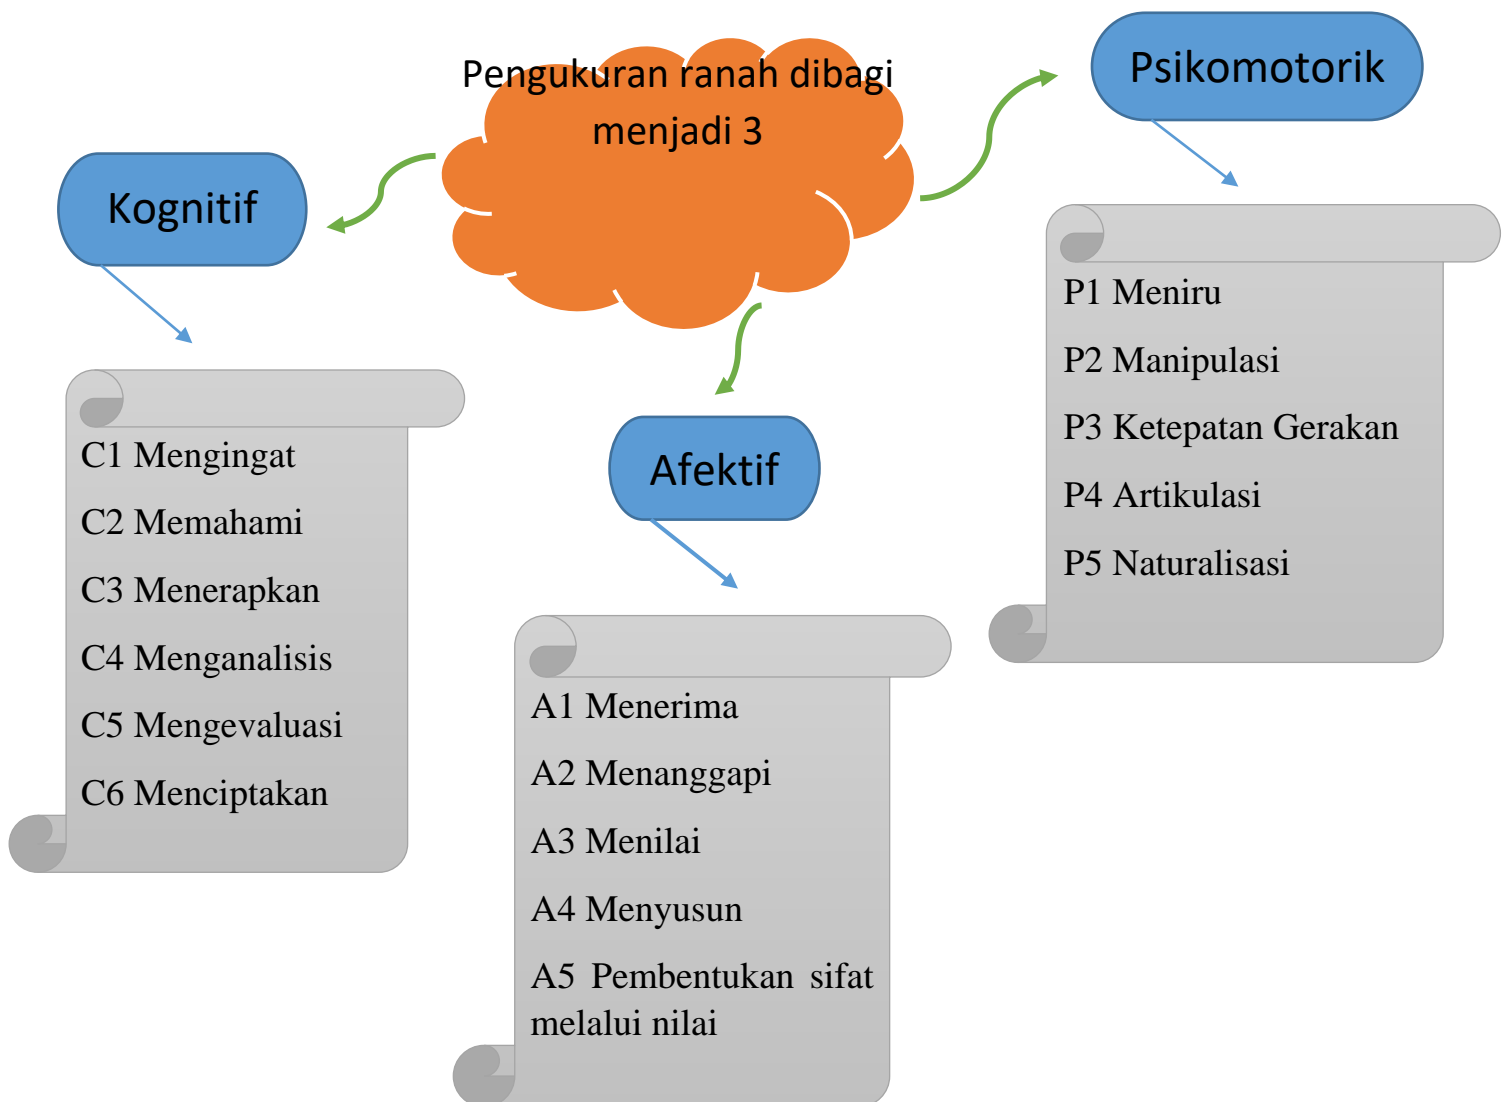 Pengukuran ranah dibagi
menjadi 3
Kognitif
C1 Mengingat
C2 Memahami
C3 Menerapkan
C4 Menganalisis
C5 Mengevaluasi
C6 Menciptakan
Afektif
A1 Menerima
A2 Menanggapi
A3 Menilai
A4 Menyusun
A5 Pembentukan sifat
melalui nilai
Psikomotorik
P1 Meniru
P2 Manipulasi
P3 Ketepatan Gerakan
P4 Artikulasi
P5 Naturalisasi